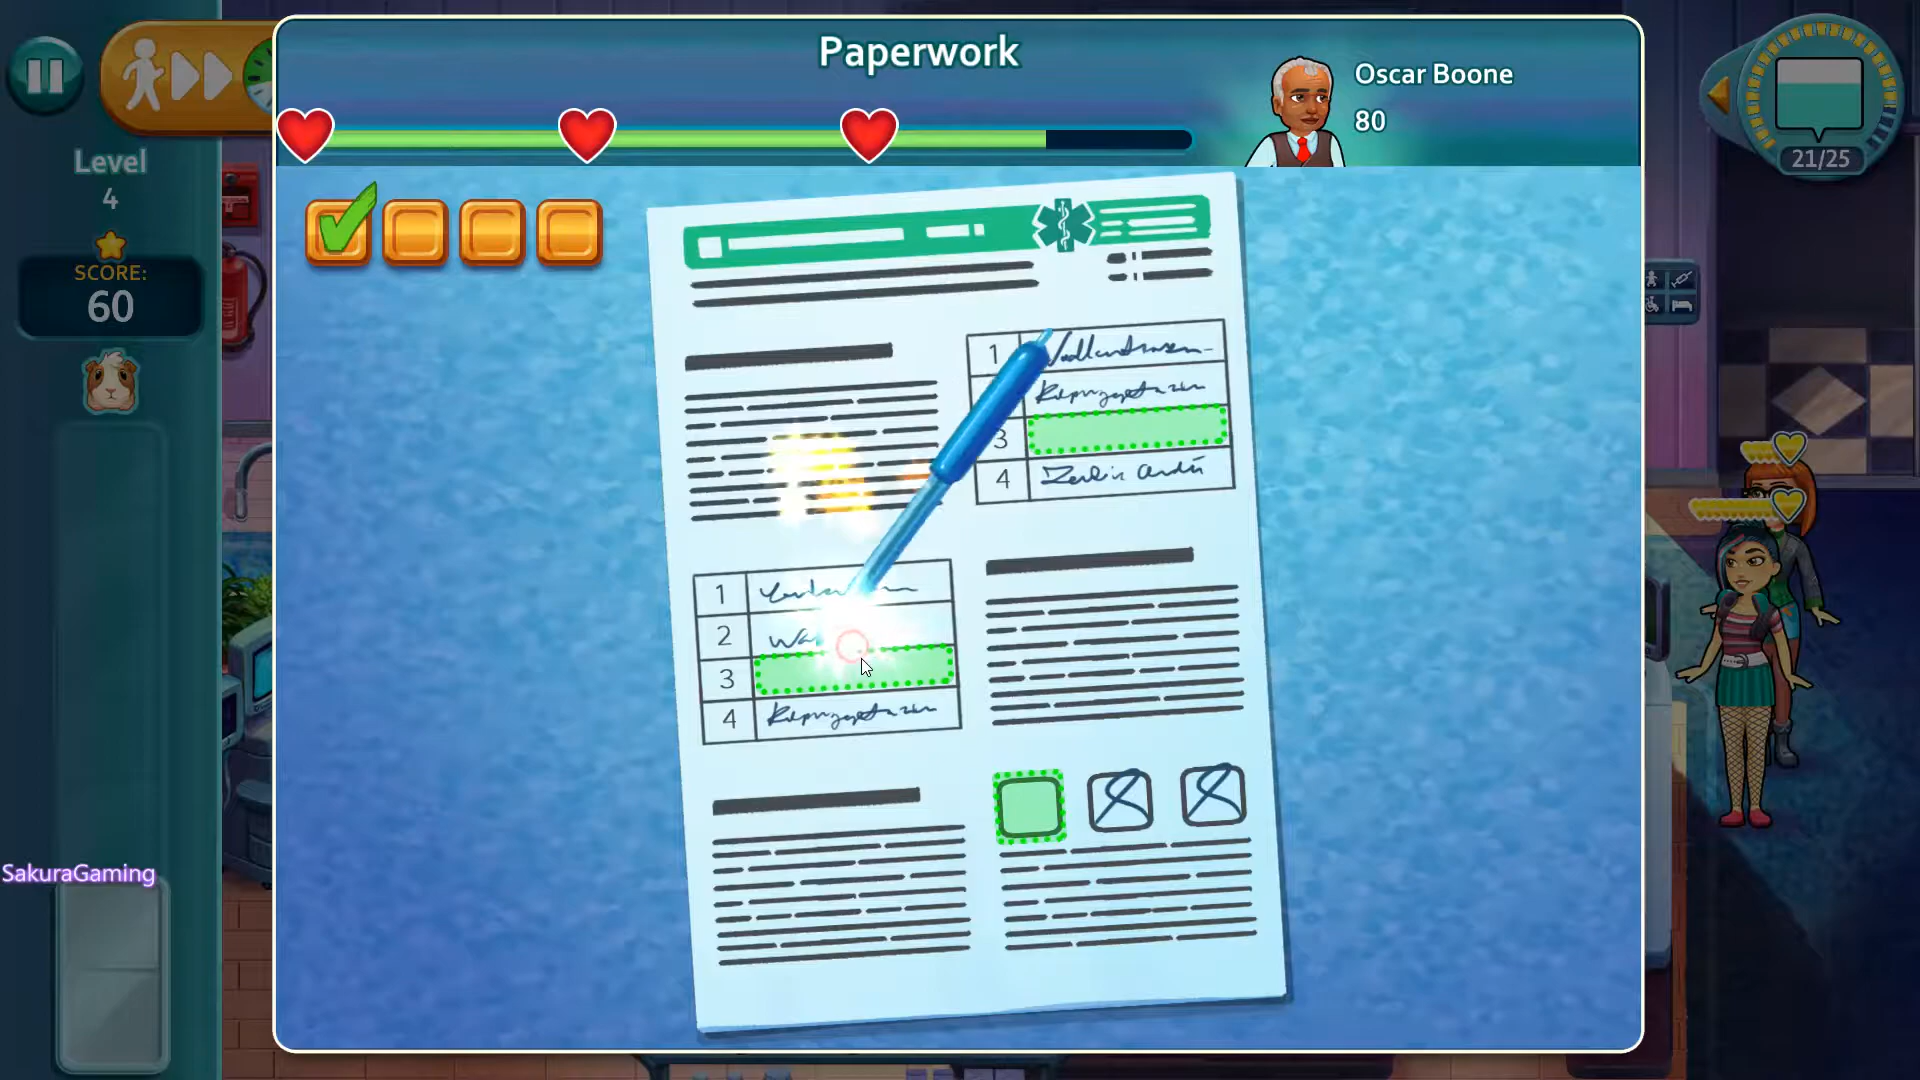 Paperwork
Oscar Boone
80
21/25
Level
4
SCORE:
60
1
3
4
1
2
3
4
SakuraGaming